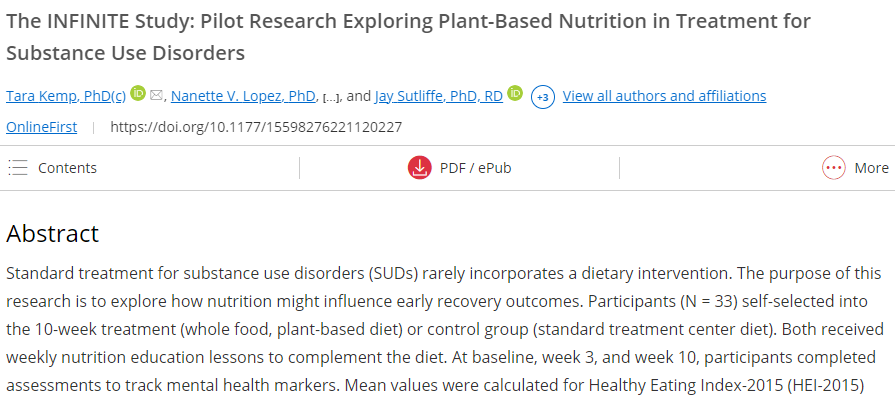 The INFINITE Study: Pilot Research Exploring Plant-Based Nutrition in Treatment for
Substance Use Disorders
Tara Kemp, PhD(c) iD, Nanette V. Lopez, PhD, [...], and Jay Sutliffe, PhD, RD iD +3 View all authors and affiliations
OnlineFirst | https://doi.org/10.1177/15598276221120227
Contents PDF / ePub More
Abstract
Standard treatment for substance use disorders (SUDs) rarely incorporates a dietary intervention. The purpose of this
research is to explore how nutrition might influence early recovery outcomes. Participants (N = 33) self-selected into
the 10-week treatment (whole food, plant-based diet) or control group (standard treatment center diet). Both received
weekly nutrition education lessons to complement the diet. At baseline, week 3, and week 10, participants completed
assessments to track mental health markers. Mean values were calculated for Healthy Eating Index-2015 (HEI-2015)